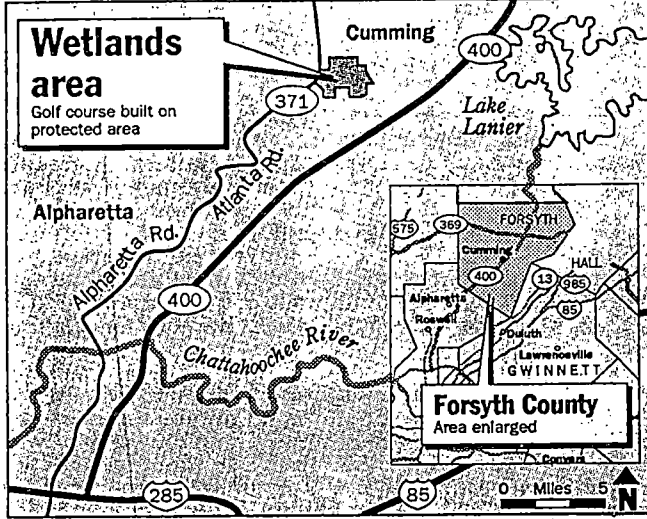 Wetlands
area
Golf course built on
protected area
Cumming
400
371
Lake
Lanier
Atlanta Rd.
Alpharetta
Alpharetta Rd.
400
Chattahoochee River
285
85
575
369
FORSYTH
Cumming
400
HALL
13
985
85
Alpharetta
Roswell
Duluth
Lawrenceville
GWINNETT
Forsyth County
Area enlarged
Conyers
0 Miles 5
N